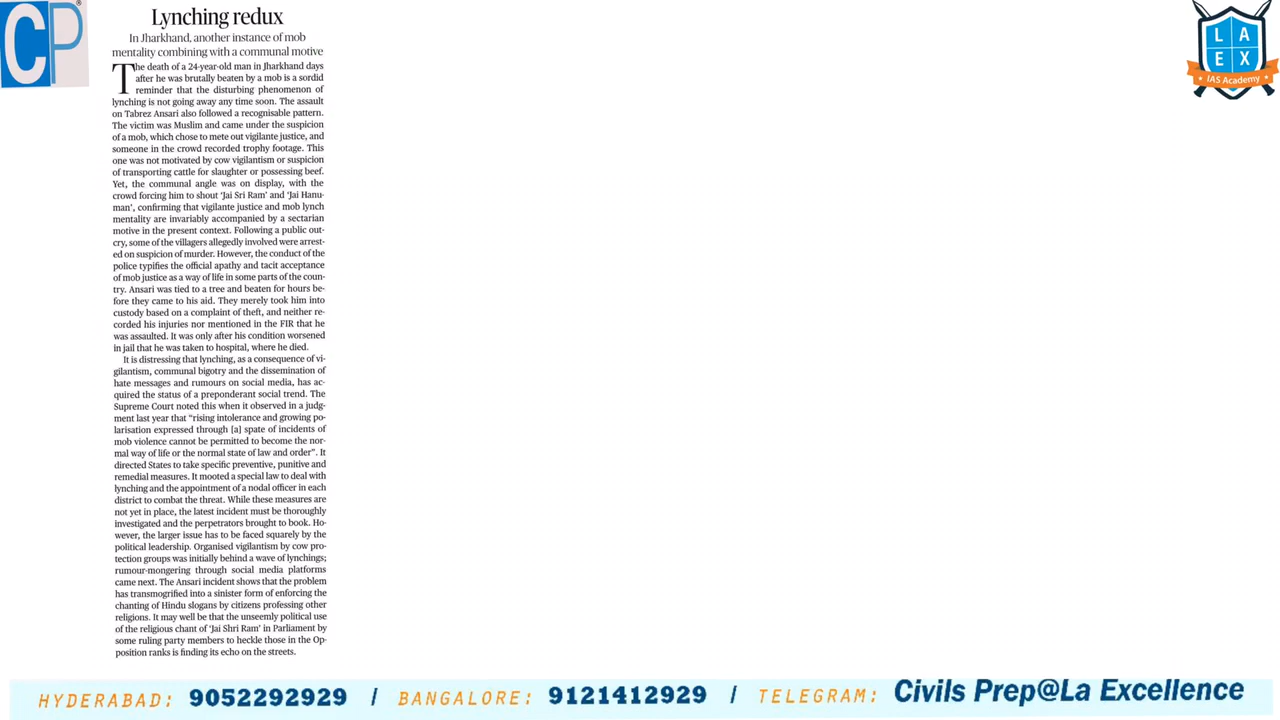 CP
®
Lynching redux
In Jharkhand, another instance of mob
mentality combining with a communal motive
The death of a 24-year-old man in Jharkhand days
after he was brutally beaten by a mob is a sordid
reminder that the disturbing phenomenon of
lynching is not going away any time soon. The assault
on Tabrez Ansari also followed a recognisable pattern.
The victim was Muslim and came under the suspicion
of a mob, which chose to mete out vigilante justice, and
someone in the crowd recorded trophy footage. This
one was not motivated by cow vigilantism or suspicion
of transporting cattle for slaughter or possessing beef.
Yet, the communal angle was on display, with the
crowd forcing him to shout ‘Jai Sri Ram’ and ‘Jai Hanu-
man’, confirming that vigilante justice and mob lynch
mentality are invariably accompanied by a sectarian
motive in the present context. Following a public out-
cry, some of the villagers allegedly involved were arrest-
ed on suspicion of murder. However, the conduct of the
police typifies the official apathy and tacit acceptance
of mob justice as a way of life in some parts of the coun-
try. Ansari was tied to a tree and beaten for hours be-
fore they came to his aid. They merely took him into
custody based on a complaint of theft, and neither re-
corded his injuries nor mentioned in the FIR that he
was assaulted. It was only after his condition worsened
in jail that he was taken to hospital, where he died.
It is distressing that lynching, as a consequence of vi-
gilantism, communal bigotry and the dissemination of
hate messages and rumours on social media, has ac-
quired the status of a preponderant social trend. The
Supreme Court noted this when it observed in a judg-
ment last year that “rising intolerance and growing po-
larisation expressed through [a] spate of incidents of
mob violence cannot be permitted to become the nor-
mal way of life or the normal state of law and order”. It
directed States to take specific preventive, punitive and
remedial measures. It mooted a special law to deal with
lynching and the appointment of a nodal officer in each
district to combat the threat. While these measures are
not yet in place, the latest incident must be thoroughly
investigated and the perpetrators brought to book. Ho-
wever, the larger issue has to be faced squarely by the
political leadership. Organised vigilantism by cow pro-
tection groups was initially behind a wave of lynchings;
rumour-mongering through social media platforms
came next. The Ansari incident shows that the problem
has transmogrified into a sinister form of enforcing the
chanting of Hindu slogans by citizens professing other
religions. It may well be that the unseemly political use
of the religious chant of ‘Jai Shri Ram’ in Parliament by
some ruling party members to heckle those in the Op-
position ranks is finding its echo on the streets.
L A
E X
IAS Academy
HYDERABAD: 9052292929 / BANGALORE: 9121412929 / TELEGRAM: Civils Prep@La Excellence